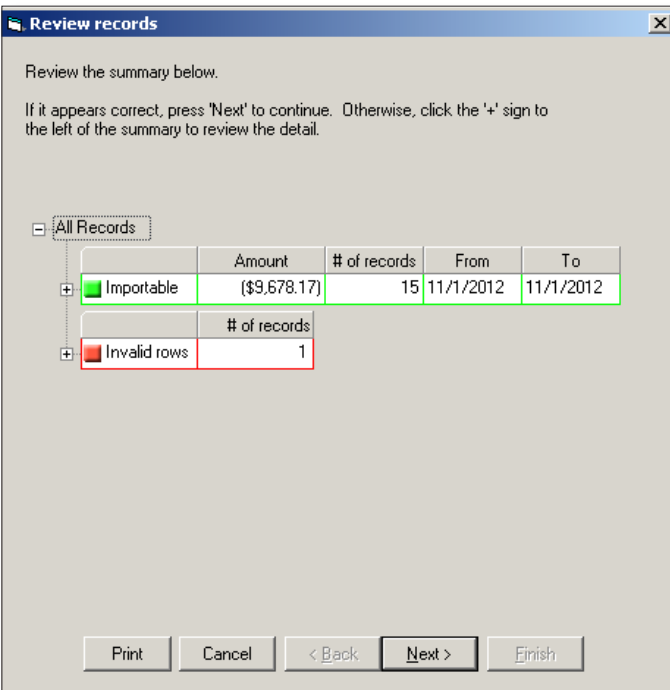 Review records
Review the summary below.
If it appears correct, press 'Next' to continue. Otherwise, click the '+' sign to
the left of the summary to review the detail.
All Records
Amount # of records From To
Importable ($9,678.17) 15 11/1/2012 11/1/2012
# of records
Invalid rows 1
Print Cancel < Back Next > Finish